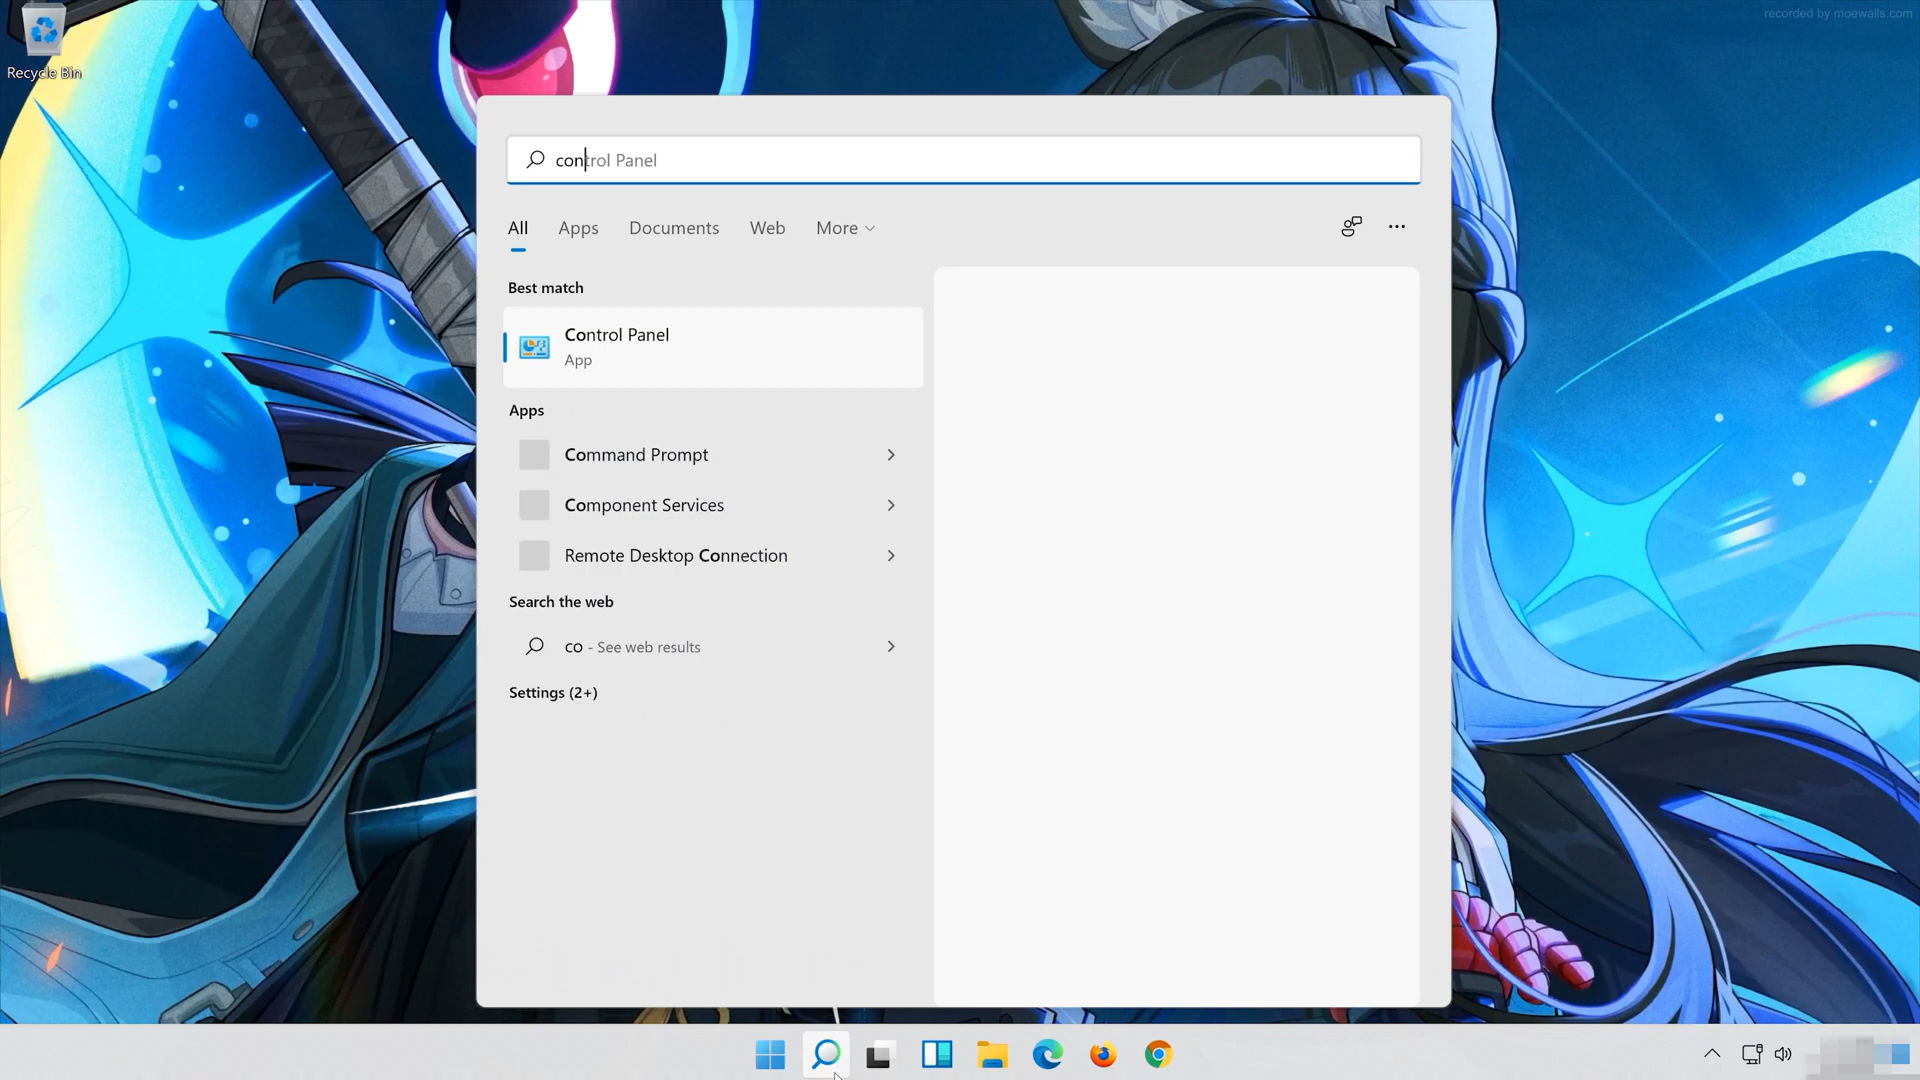 recorded by moewalls.com
Recycle Bin
control Panel
All Apps Documents Web More
Best match
Control Panel
App
Apps
Command Prompt
Component Services
Remote Desktop Connection
Search the web
co - See web results
Settings (2+)